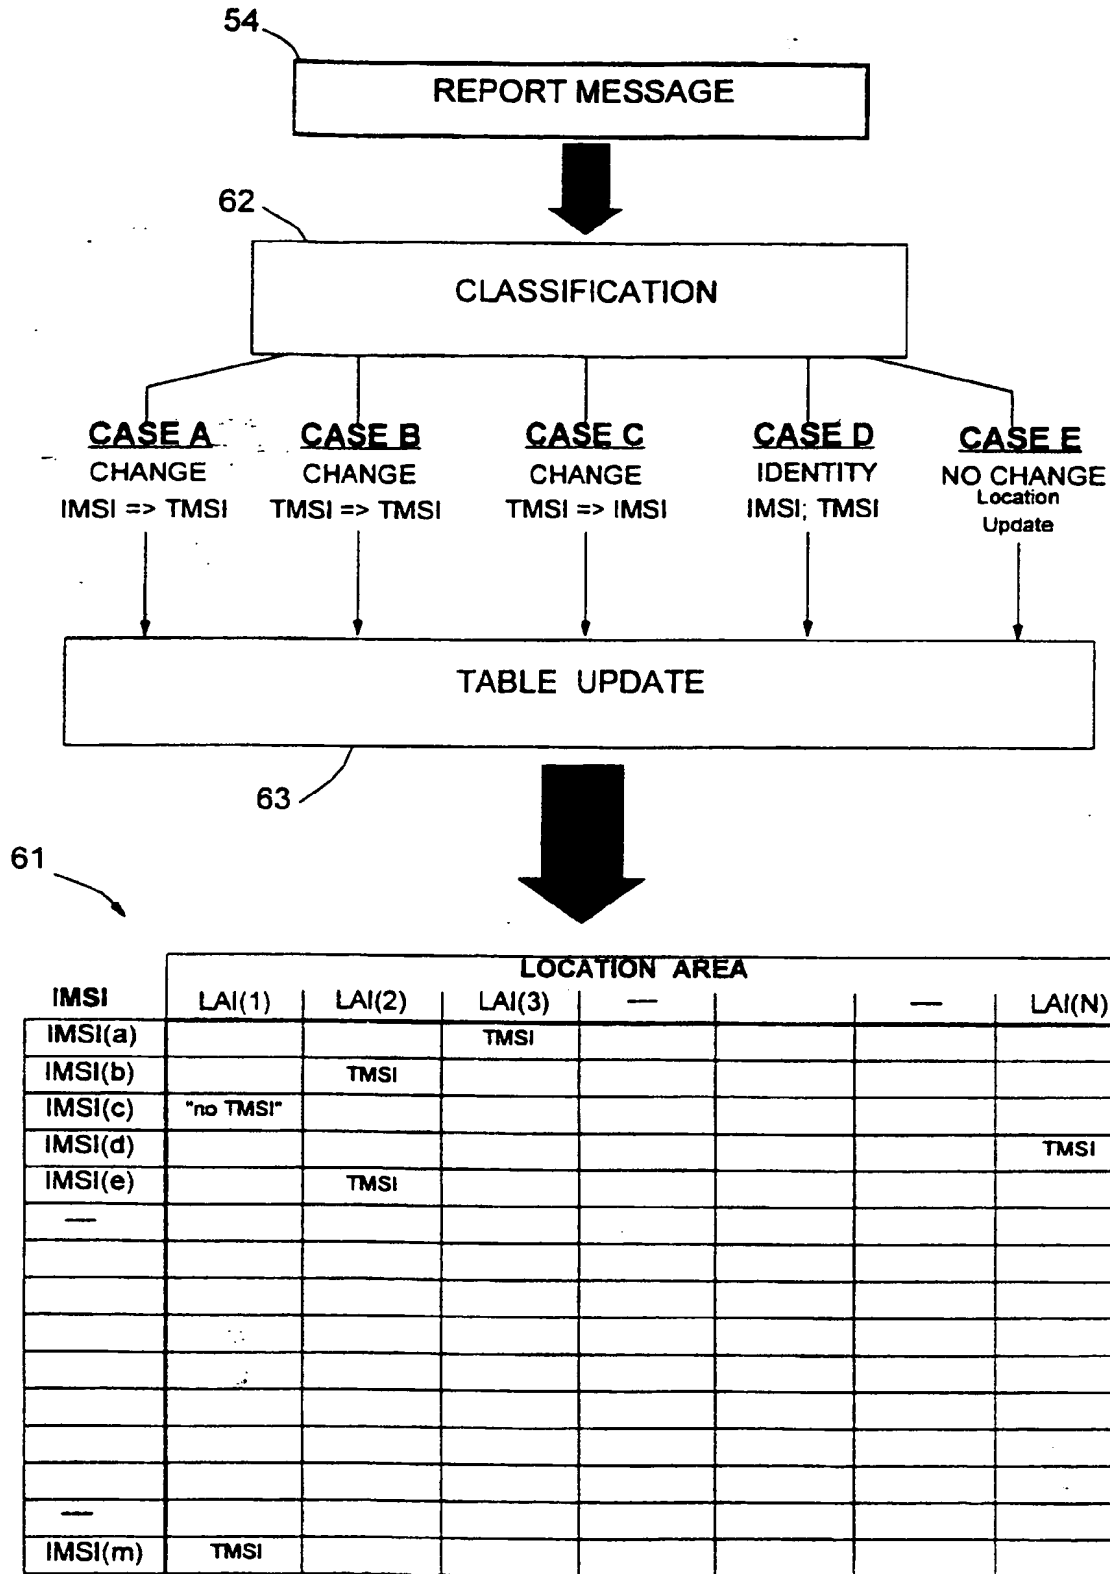 54
REPORT MESSAGE
62
CLASSIFICATION
CASE A CASE B CASE C CASE D CASE E
CHANGE CHANGE CHANGE IDENTITY NO CHANGE
IMSI => TMSI TMSI => TMSI TMSI => IMSI IMSI; TMSI Location
Update
TABLE UPDATE
63
61
LOCATION AREA
IMSI LAI(1) LAI(2) LAI(3) — — LAI(N)
IMSI(a) TMSI
IMSI(b) TMSI
IMSI(c) "no TMSI"
IMSI(d) TMSI
IMSI(e) TMSI
—
—
IMSI(m) TMSI